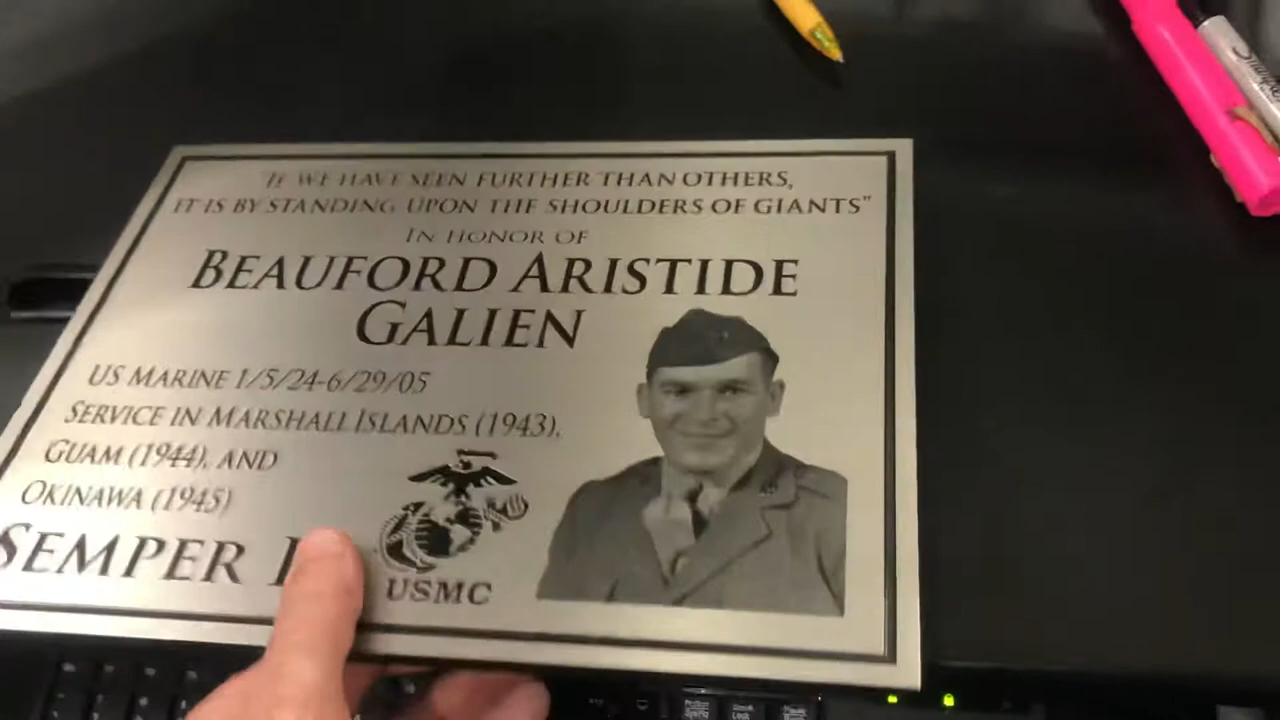 "IF WE HAVE SEEN FURTHER THAN OTHERS,
IT IS BY STANDING UPON THE SHOULDERS OF GIANTS"
IN HONOR OF
BEAUFORD ARISTIDE
GALIEN
US MARINE 1/5/24-6/29/05
SERVICE IN MARSHALL ISLANDS (1943),
GUAM (1944), AND
OKINAWA (1945)
SEMPER
USMC
Sharpie